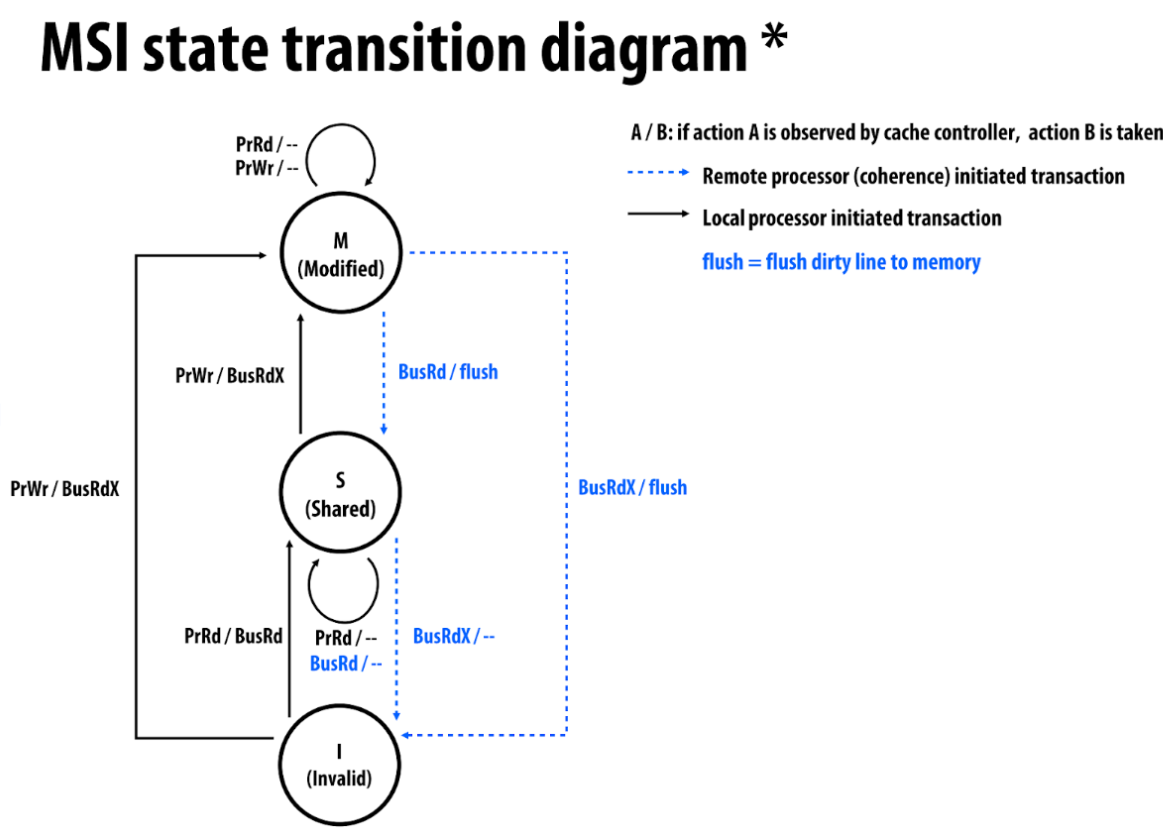 MSI state transition diagram *
A / B: if action A is observed by cache controller, action B is taken
Remote processor (coherence) initiated transaction
Local processor initiated transaction
flush = flush dirty line to memory
PrRd / --
PrWr / --
M
(Modified)
PrWr / BusRdX
BusRd / flush
S
(Shared)
PrWr / BusRdX
BusRdX / flush
PrRd / BusRd
PrRd / --
BusRd / --
BusRdX / --
I
(Invalid)